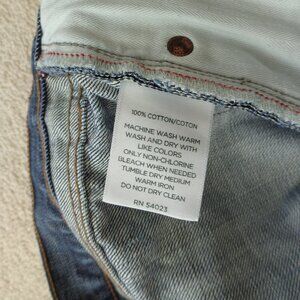 100% COTTON/COTON
MACHINE WASH WARM
WASH AND DRY WITH
LIKE COLORS
ONLY NON-CHLORINE
BLEACH WHEN NEEDED
TUMBLE DRY MEDIUM
WARM IRON
DO NOT DRY CLEAN
RN 54023